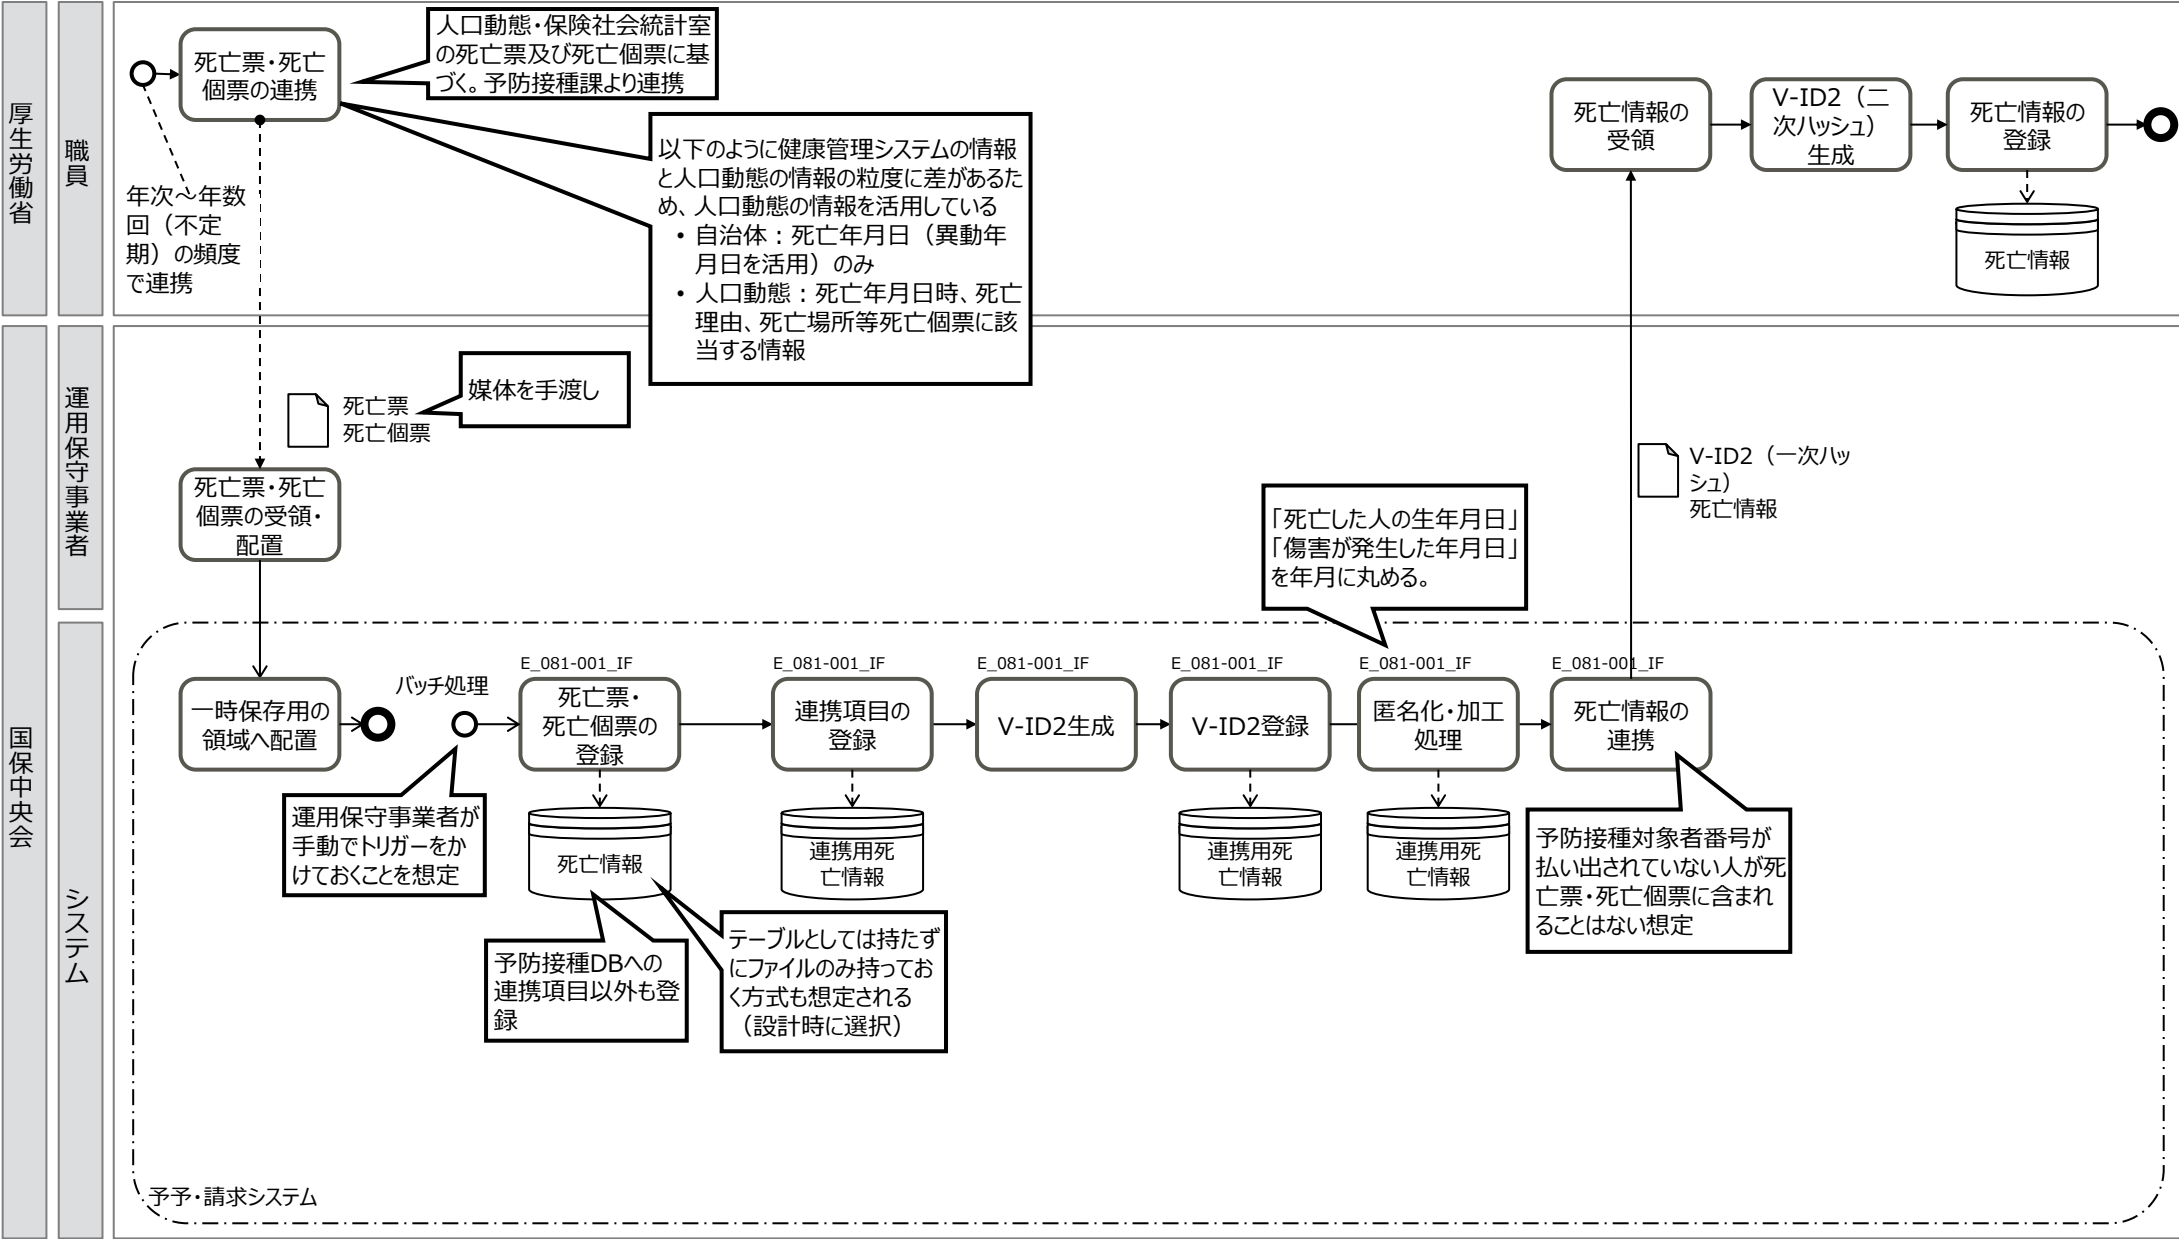 厚生労働省
職員
死亡票・死亡
個票の連携
人口動態・保険社会統計室
の死亡票及び死亡個票に基
づく。予防接種課より連携
年次～年数
回（不定
期）の頻度
で連携
以下のように健康管理システムの情報
と人口動態の情報の粒度に差があるた
め、人口動態の情報を活用している
• 自治体：死亡年月日（異動年
月日を活用）のみ
• 人口動態：死亡年月日時、死亡
理由、死亡場所等死亡個票に該
当する情報
死亡情報の
受領
V-ID2（二
次ハッシュ）
生成
死亡情報の
登録
死亡情報
国保中央会
運用保守事業者
死亡票
死亡個票
媒体を手渡し
死亡票・死亡
個票の受領・
配置
V-ID2（一次ハッ
シュ）
死亡情報
「死亡した人の生年月日」
「傷害が発生した年月日」
を年月に丸める。
システム
一時保存用の
領域へ配置
バッチ処理
運用保守事業者が
手動でトリガーをか
けておくことを想定
E_081-001_IF
死亡票・
死亡個票の
登録
死亡情報
予防接種DBへの
連携項目以外も登
録
テーブルとしては持たず
にファイルのみ持ってお
く方式も想定される
（設計時に選択）
E_081-001_IF
連携項目の
登録
連携用死
亡情報
E_081-001_IF
V-ID2生成
E_081-001_IF
V-ID2登録
連携用死
亡情報
E_081-001_IF
匿名化・加工
処理
連携用死
亡情報
E_081-001_IF
死亡情報の
連携
予防接種対象者番号が
払い出されていない人が死
亡票・死亡個票に含まれ
ることはない想定
予予・請求システム